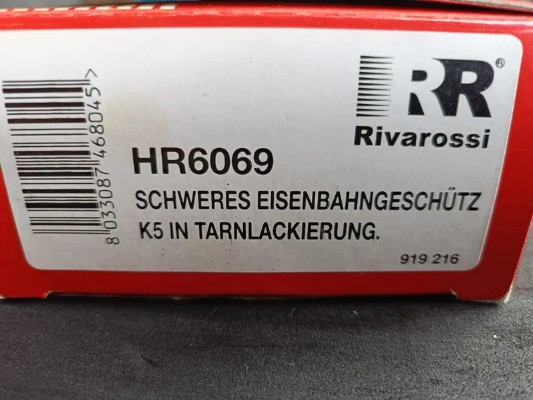 RR®
Rivarossi
HR6069
SCHWERES EISENBAHNGESCHÜTZ
K5 IN TARNLACKIERUNG.
919 216
8 033087 468045>